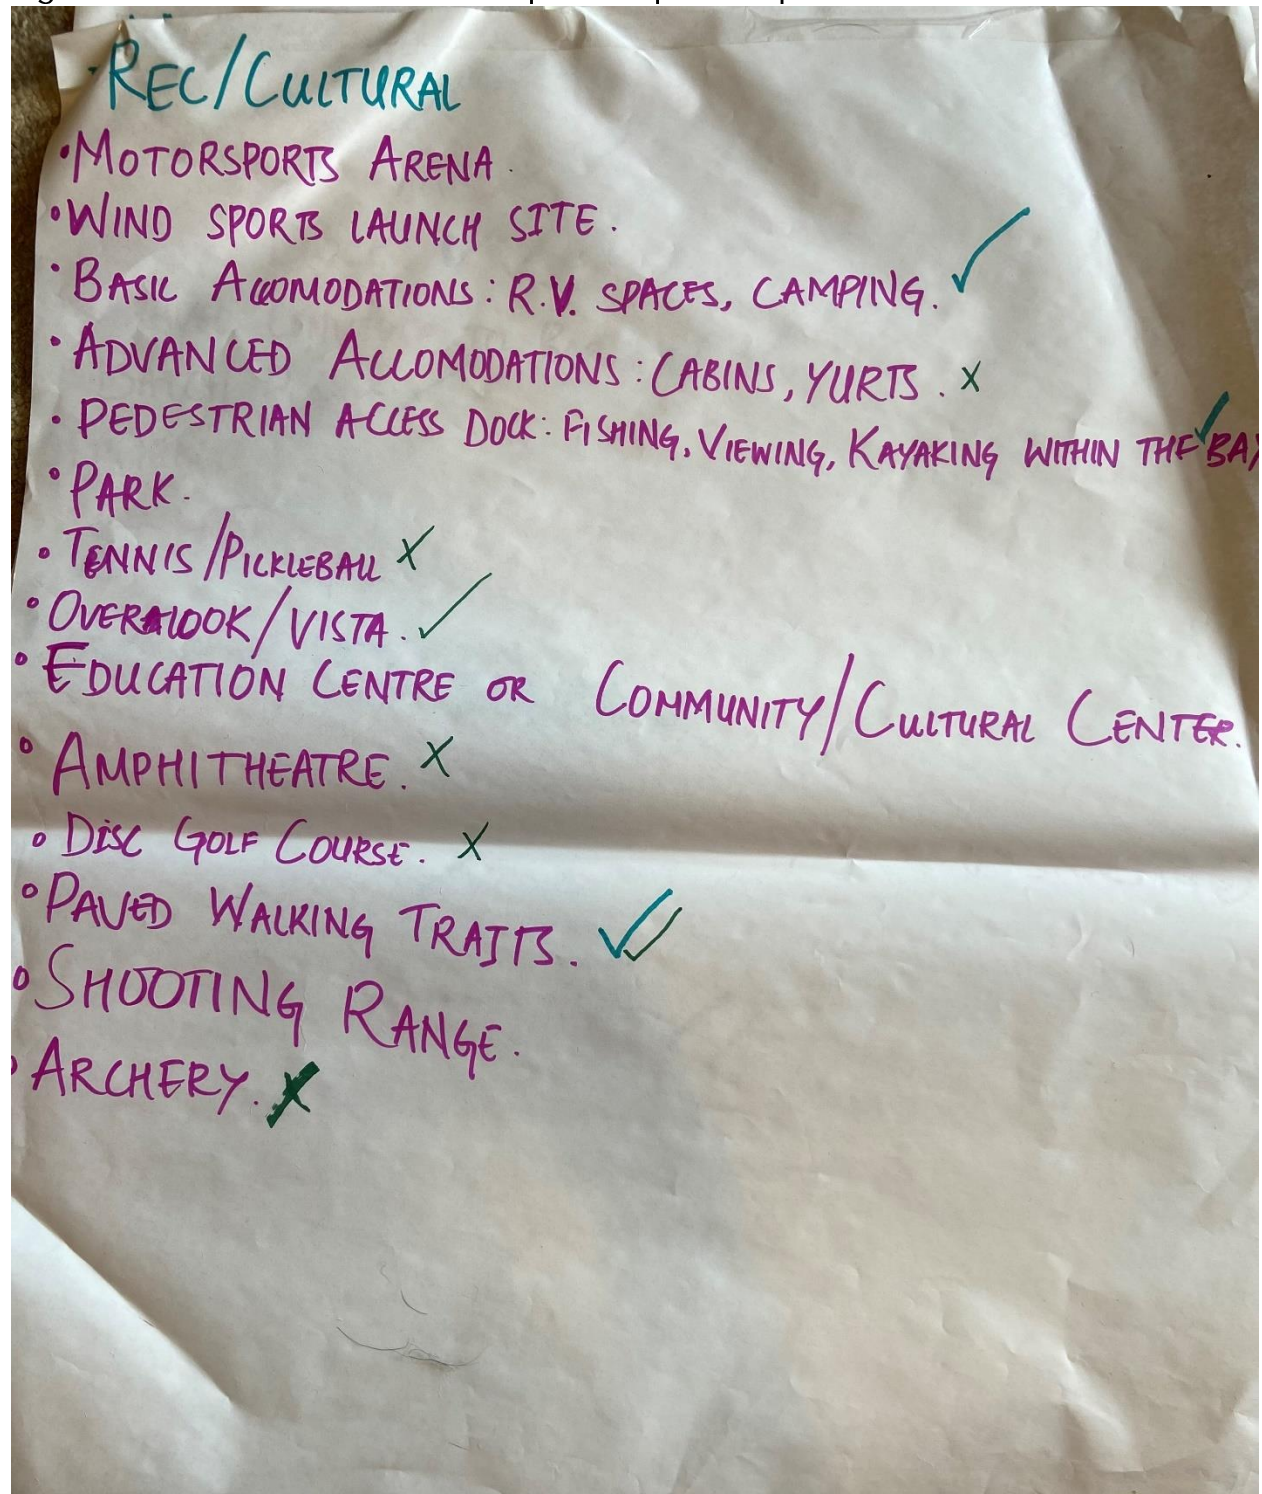 REC/CULTURAL
• MOTORSPORTS ARENA.
• WIND SPORTS LAUNCH SITE.
• BASIC ACCOMODATIONS: R.V. SPACES, CAMPING. ✓
• ADVANCED ACCOMODATIONS: CABINS, YURTS. X
• PEDESTRIAN ACCESS DOCK: FISHING, VIEWING, KAYAKING WITHIN THE BAY ✓
• PARK.
• TENNIS/PICKLEBALL X
• OVERLOOK/VISTA. ✓
• EDUCATION CENTRE OR COMMUNITY/CULTURAL CENTER.
• AMPHITHEATRE. X
• DISC GOLF COURSE. X
• PAVED WALKING TRAILS. ✓✓
• SHOOTING RANGE.
• ARCHERY. X